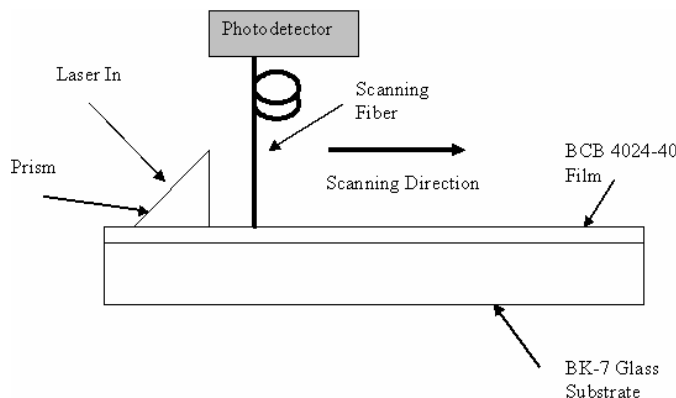 Photodetector
Laser In
Scanning
Fiber
Prism
BCB 4024-40
Film
Scanning Direction
BK-7 Glass
Substrate